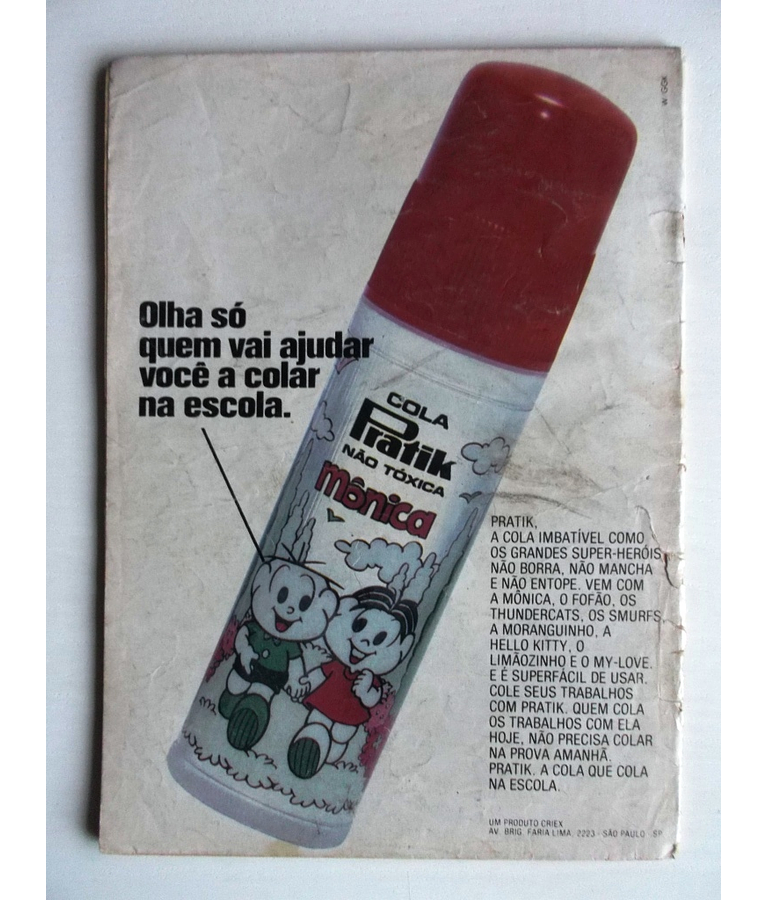 W/GGK
Olha só
quem vai ajudar
você a colar
na escola.
COLA
Pratik
NÃO TÓXICA
mônica
PRATIK,
A COLA IMBATÍVEL COMO
OS GRANDES SUPER-HERÓIS,
NÃO BORRA, NÃO MANCHA
E NÃO ENTOPE. VEM COM
A MÔNICA, O FOFÃO, OS
THUNDERCATS, OS SMURFS,
A MORANGUINHO, A
HELLO KITTY, O
LIMÃOZINHO E O MY-LOVE.
E É SUPERFÁCIL DE USAR.
COLE SEUS TRABALHOS
COM PRATIK. QUEM COLA
OS TRABALHOS COM ELA
HOJE, NÃO PRECISA COLAR
NA PROVA AMANHÃ.
PRATIK. A COLA QUE COLA
NA ESCOLA.
UM PRODUTO CRIEX
AV. BRIG. FARIA LIMA, 2223 - SÃO PAULO - SP